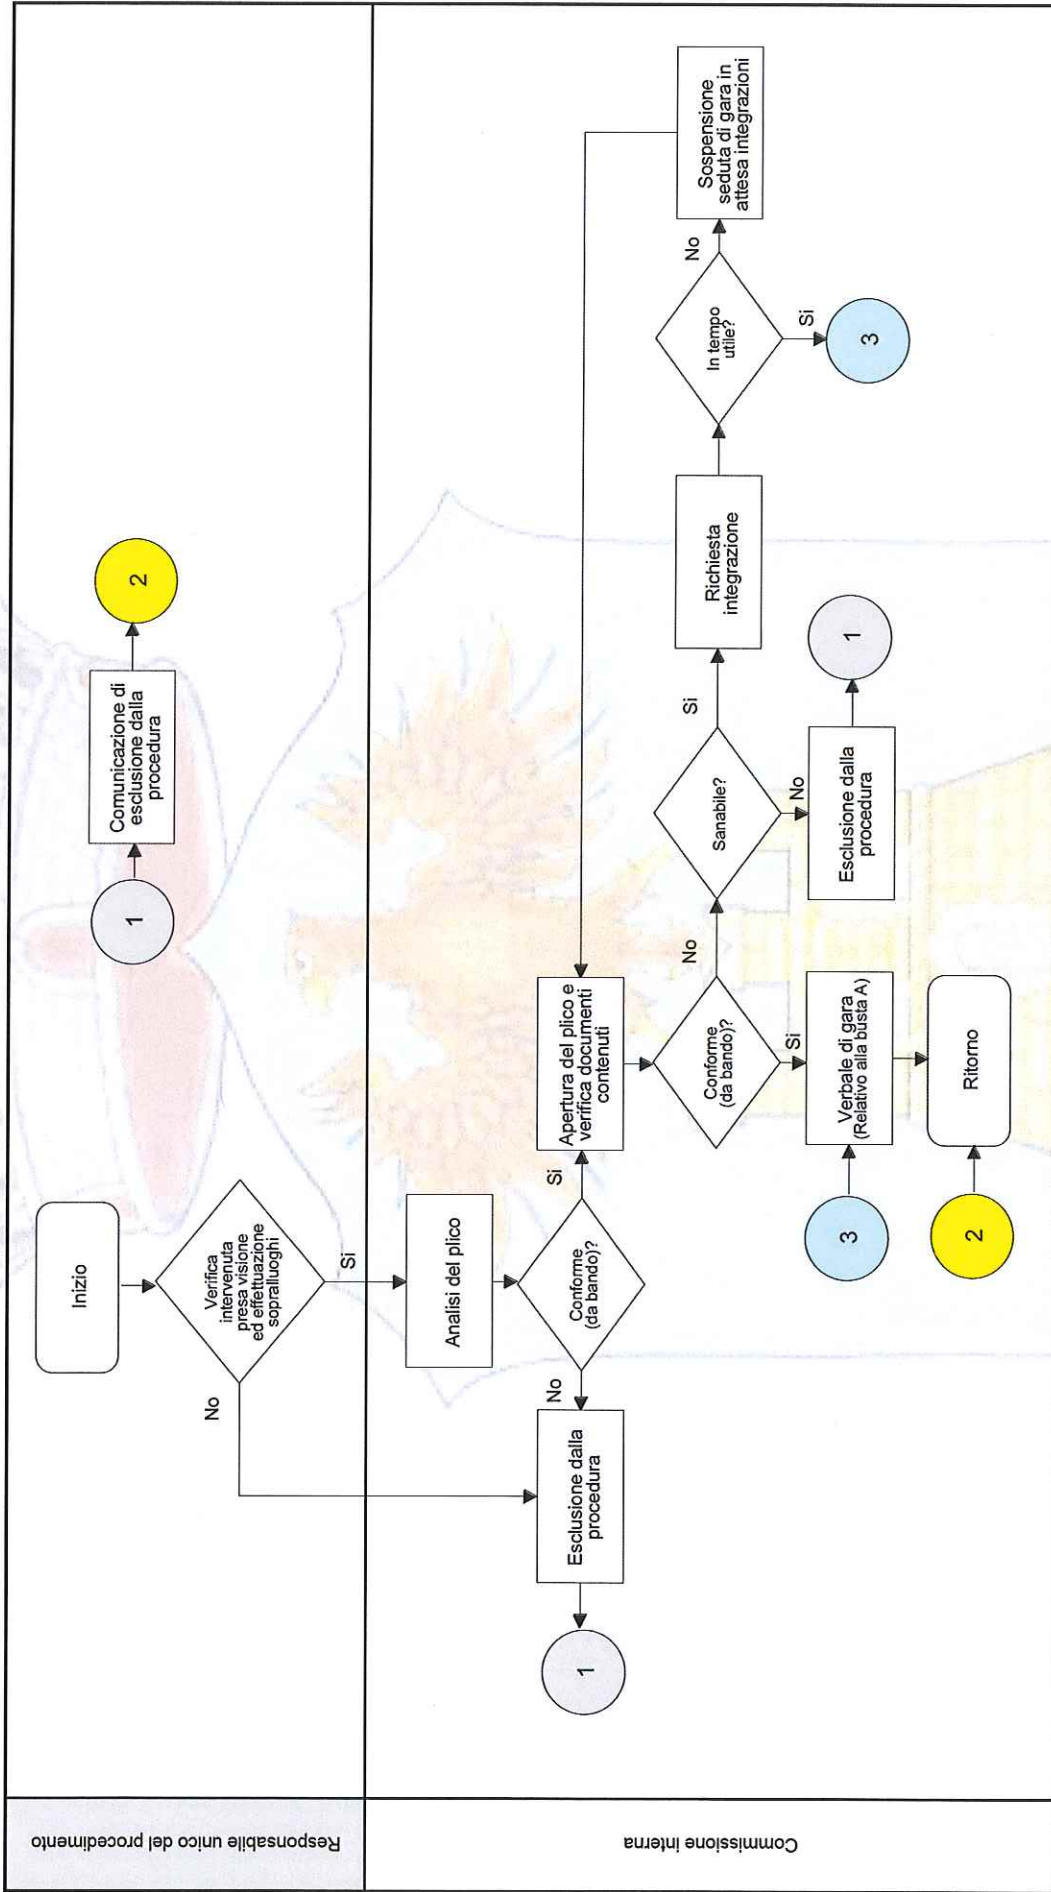 Responsabile unico del procedimento
Inizio
Verifica
intervenuta
presa visione
ed effettuazione
sopralluoghi
No
Si
1
Comunicazione di
esclusione dalla
procedura
2
Commissione interna
Analisi del plico
Conforme
(da bando)?
No
Si
Esclusione dalla
procedura
1
Apertura del plico e
verifica documenti
contenuti
Conforme
(da bando)?
No
Si
Sanabile?
Si
No
Richiesta
integrazione
In tempo
utile?
No
Si
Sospensione
seduta di gara in
attesa integrazioni
3
Esclusione dalla
procedura
1
3
Verbale di gara
(Relativo alla busta A)
2
Ritorno